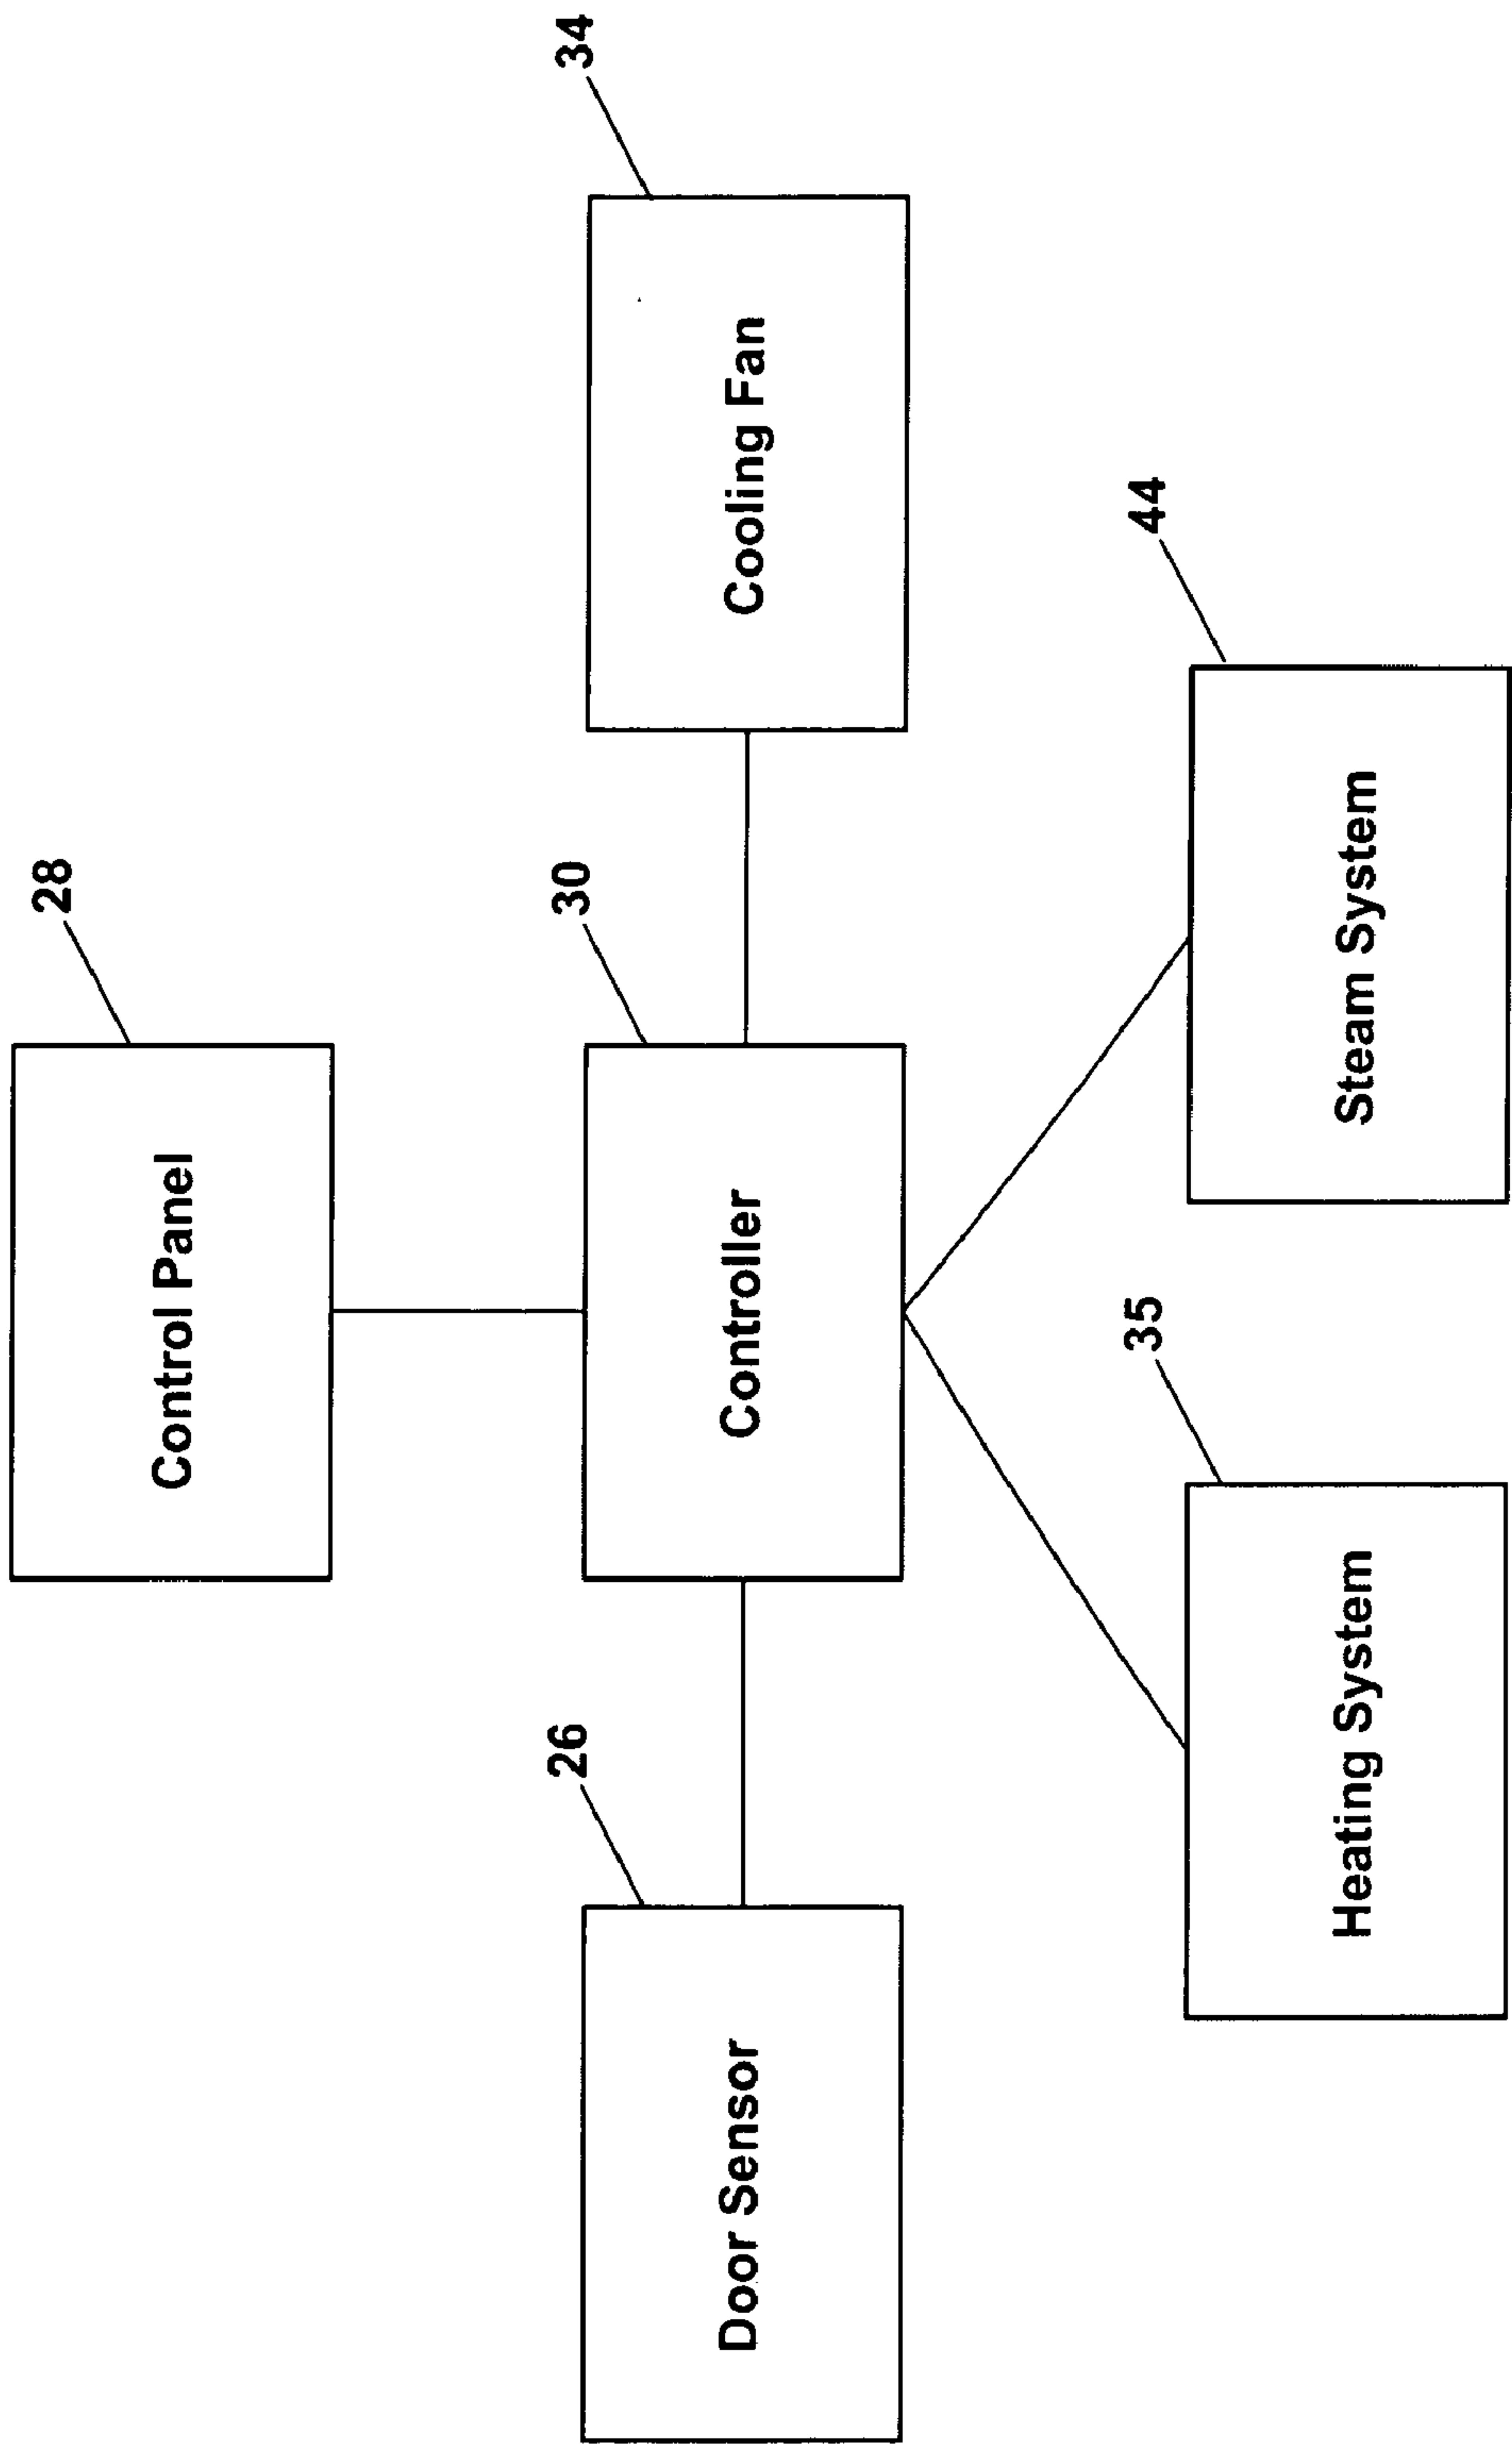 28
Control Panel
26
30
34
Door Sensor
Controller
Cooling Fan
35
44
Heating System
Steam System